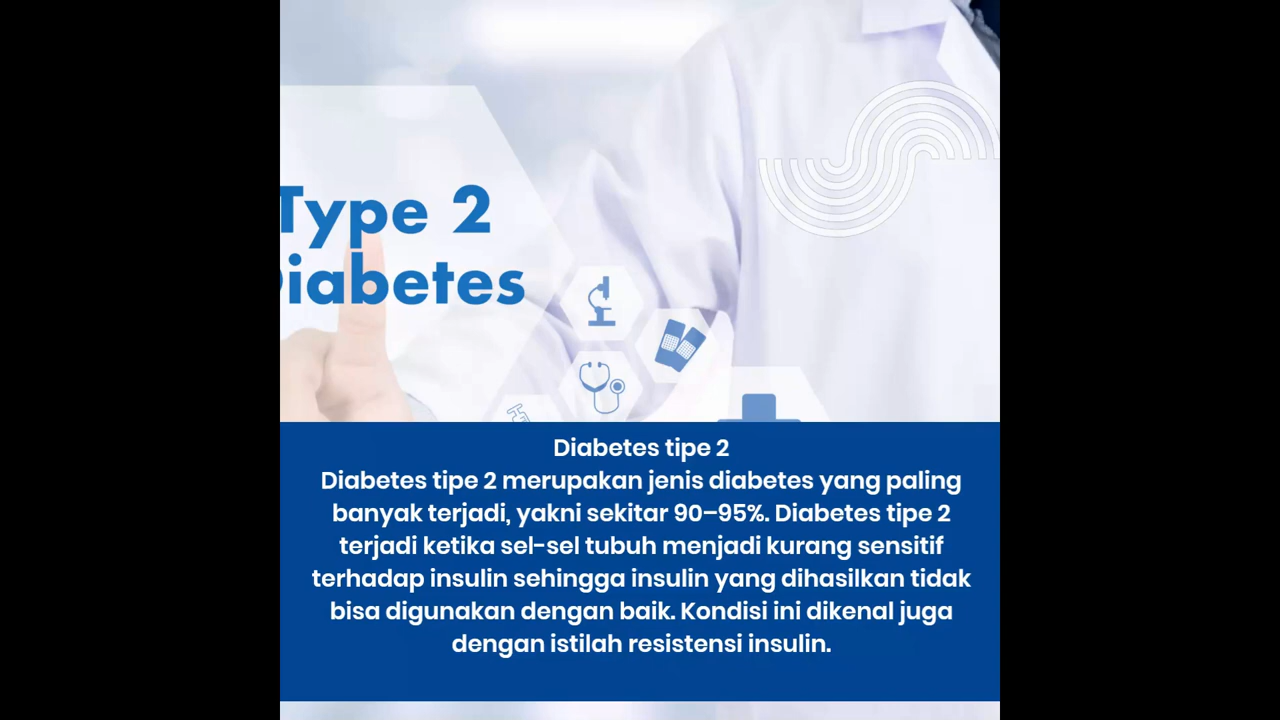 Type 2
Diabetes
Diabetes tipe 2
Diabetes tipe 2 merupakan jenis diabetes yang paling
banyak terjadi, yakni sekitar 90–95%. Diabetes tipe 2
terjadi ketika sel-sel tubuh menjadi kurang sensitif
terhadap insulin sehingga insulin yang dihasilkan tidak
bisa digunakan dengan baik. Kondisi ini dikenal juga
dengan istilah resistensi insulin.